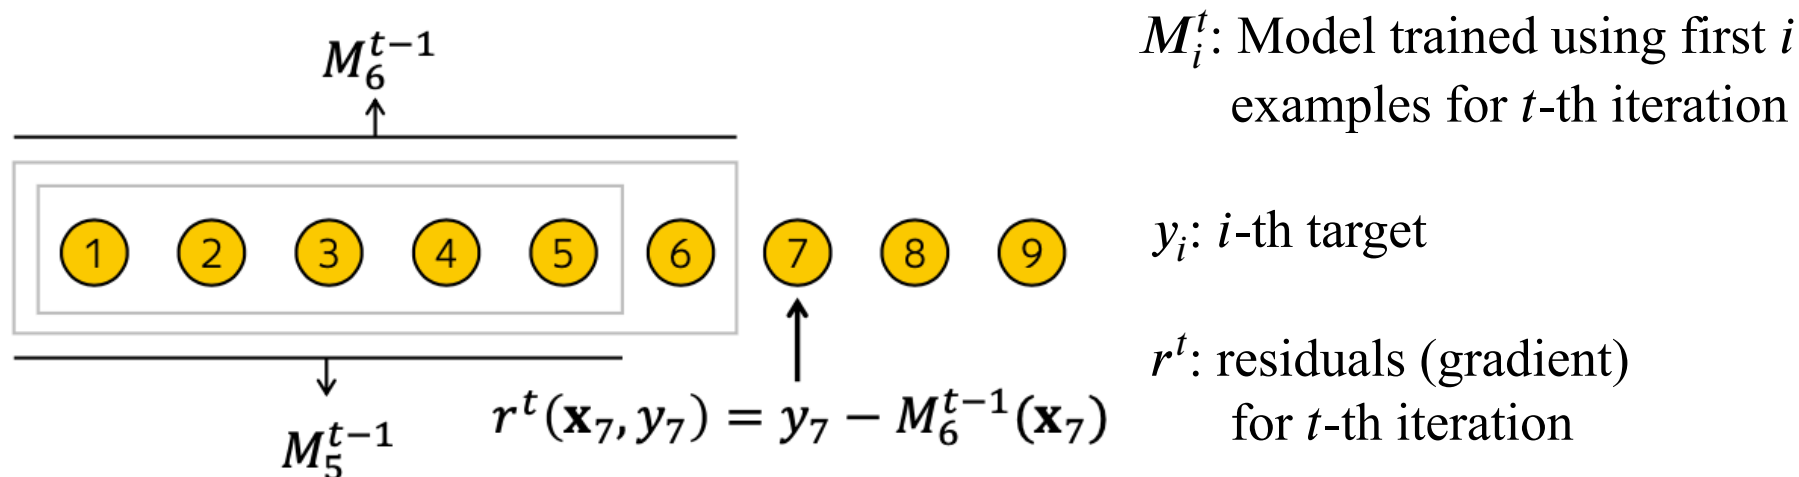 M_6^{t−1}
1 2 3 4 5 6 7 8 9
M_5^{t−1}
r^t(x_7, y_7) = y_7 − M_6^{t−1}(x_7)
M_i^t: Model trained using first i
examples for t-th iteration
y_i: i-th target
r^t: residuals (gradient)
for t-th iteration